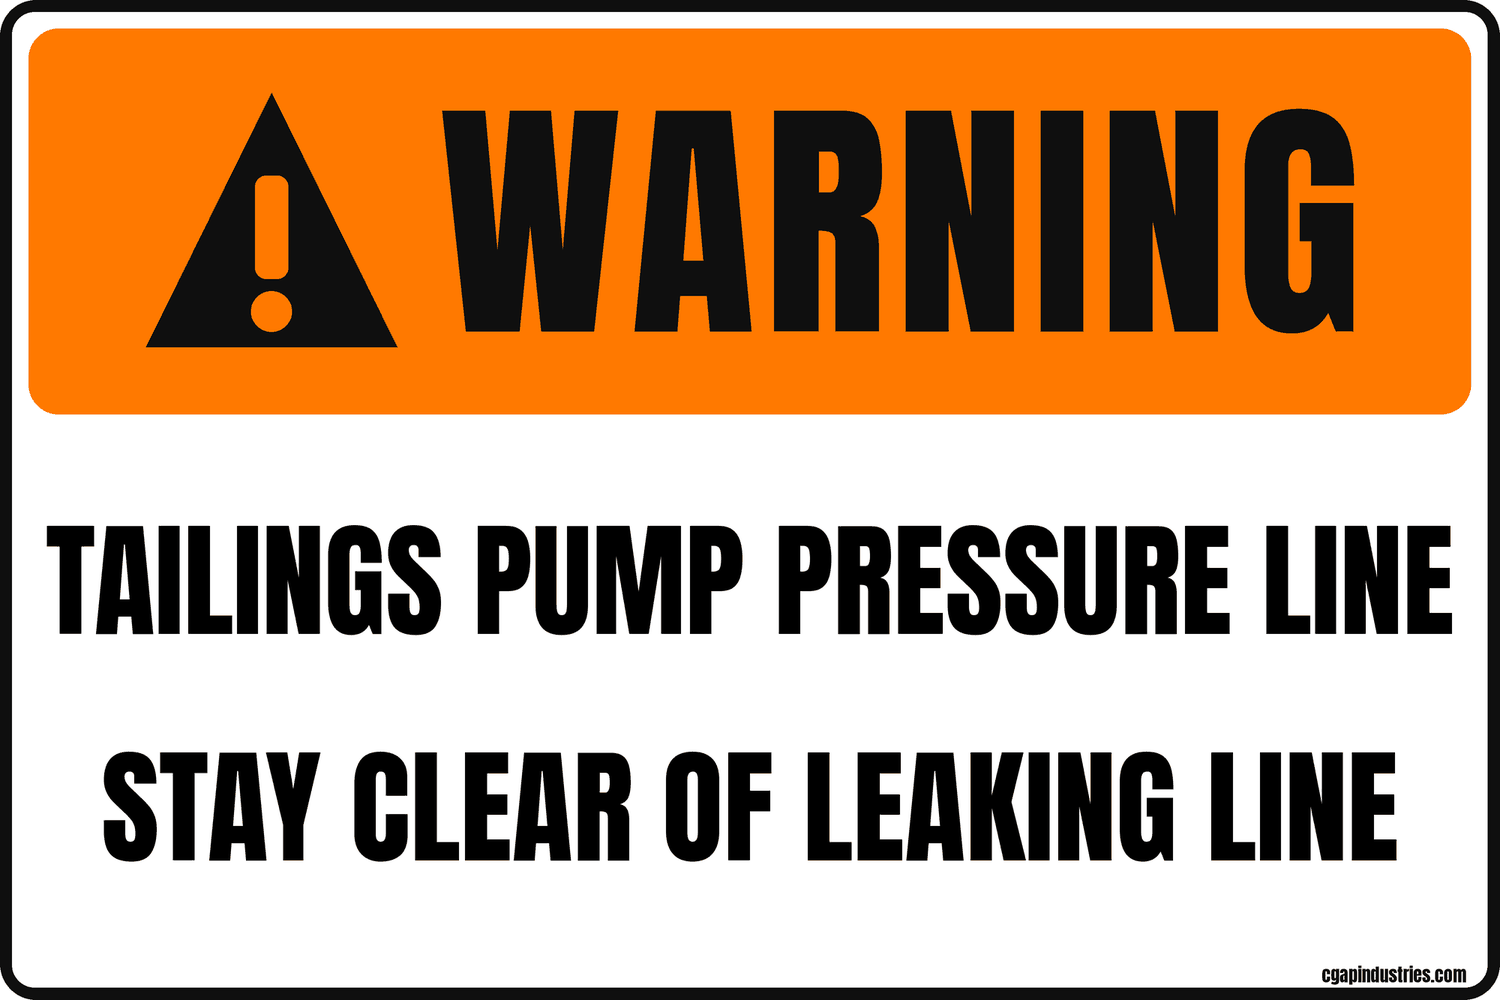 WARNING
TAILINGS PUMP PRESSURE LINE
STAY CLEAR OF LEAKING LINE
cgapindustries.com